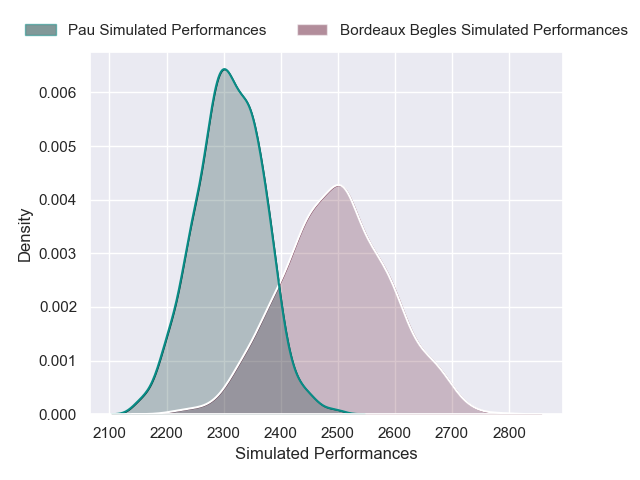 Pau Simulated Performances
Bordeaux Begles Simulated Performances
0.006
0.005
0.004
0.003
0.002
0.001
0.000
Density
2100 2200 2300 2400 2500 2600 2700 2800
Simulated Performances